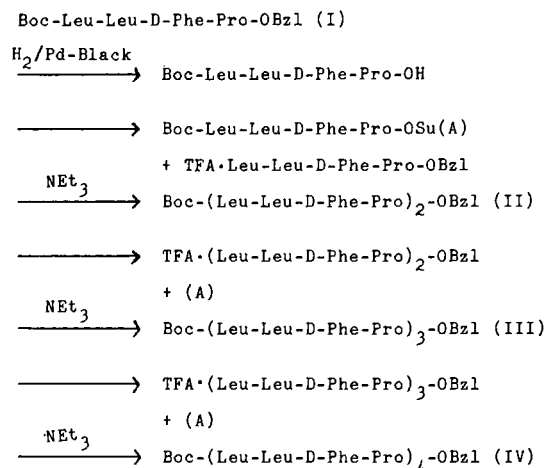 Boc-Leu-Leu-D-Phe-Pro-OBzl (I)
H2/Pd-Black
Boc-Leu-Leu-D-Phe-Pro-OH
Boc-Leu-Leu-D-Phe-Pro-OSu(A)
+ TFA·Leu-Leu-D-Phe-Pro-OBzl
NEt3
Boc-(Leu-Leu-D-Phe-Pro)2-OBzl (II)
TFA·(Leu-Leu-D-Phe-Pro)2-OBzl
+ (A)
NEt3
Boc-(Leu-Leu-D-Phe-Pro)3-OBzl (III)
TFA·(Leu-Leu-D-Phe-Pro)3-OBzl
+ (A)
NEt3
Boc-(Leu-Leu-D-Phe-Pro)4-OBzl (IV)